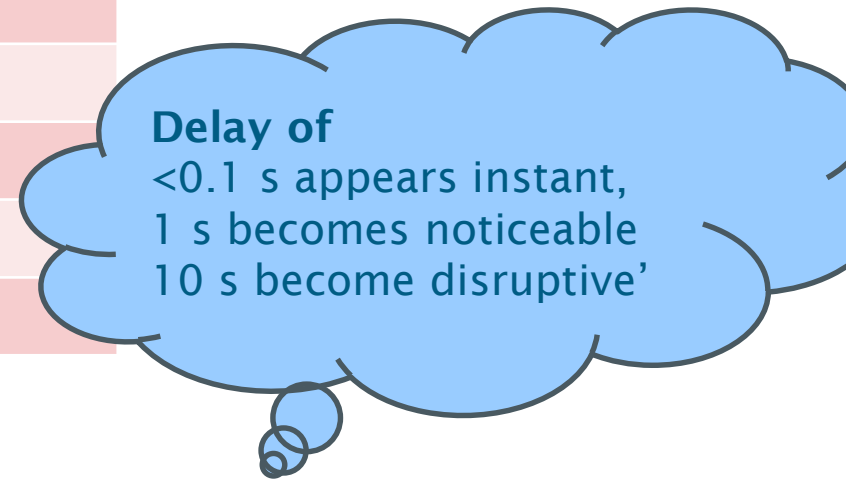 Delay of
<0.1 s appears instant,
1 s becomes noticeable
10 s become disruptive’